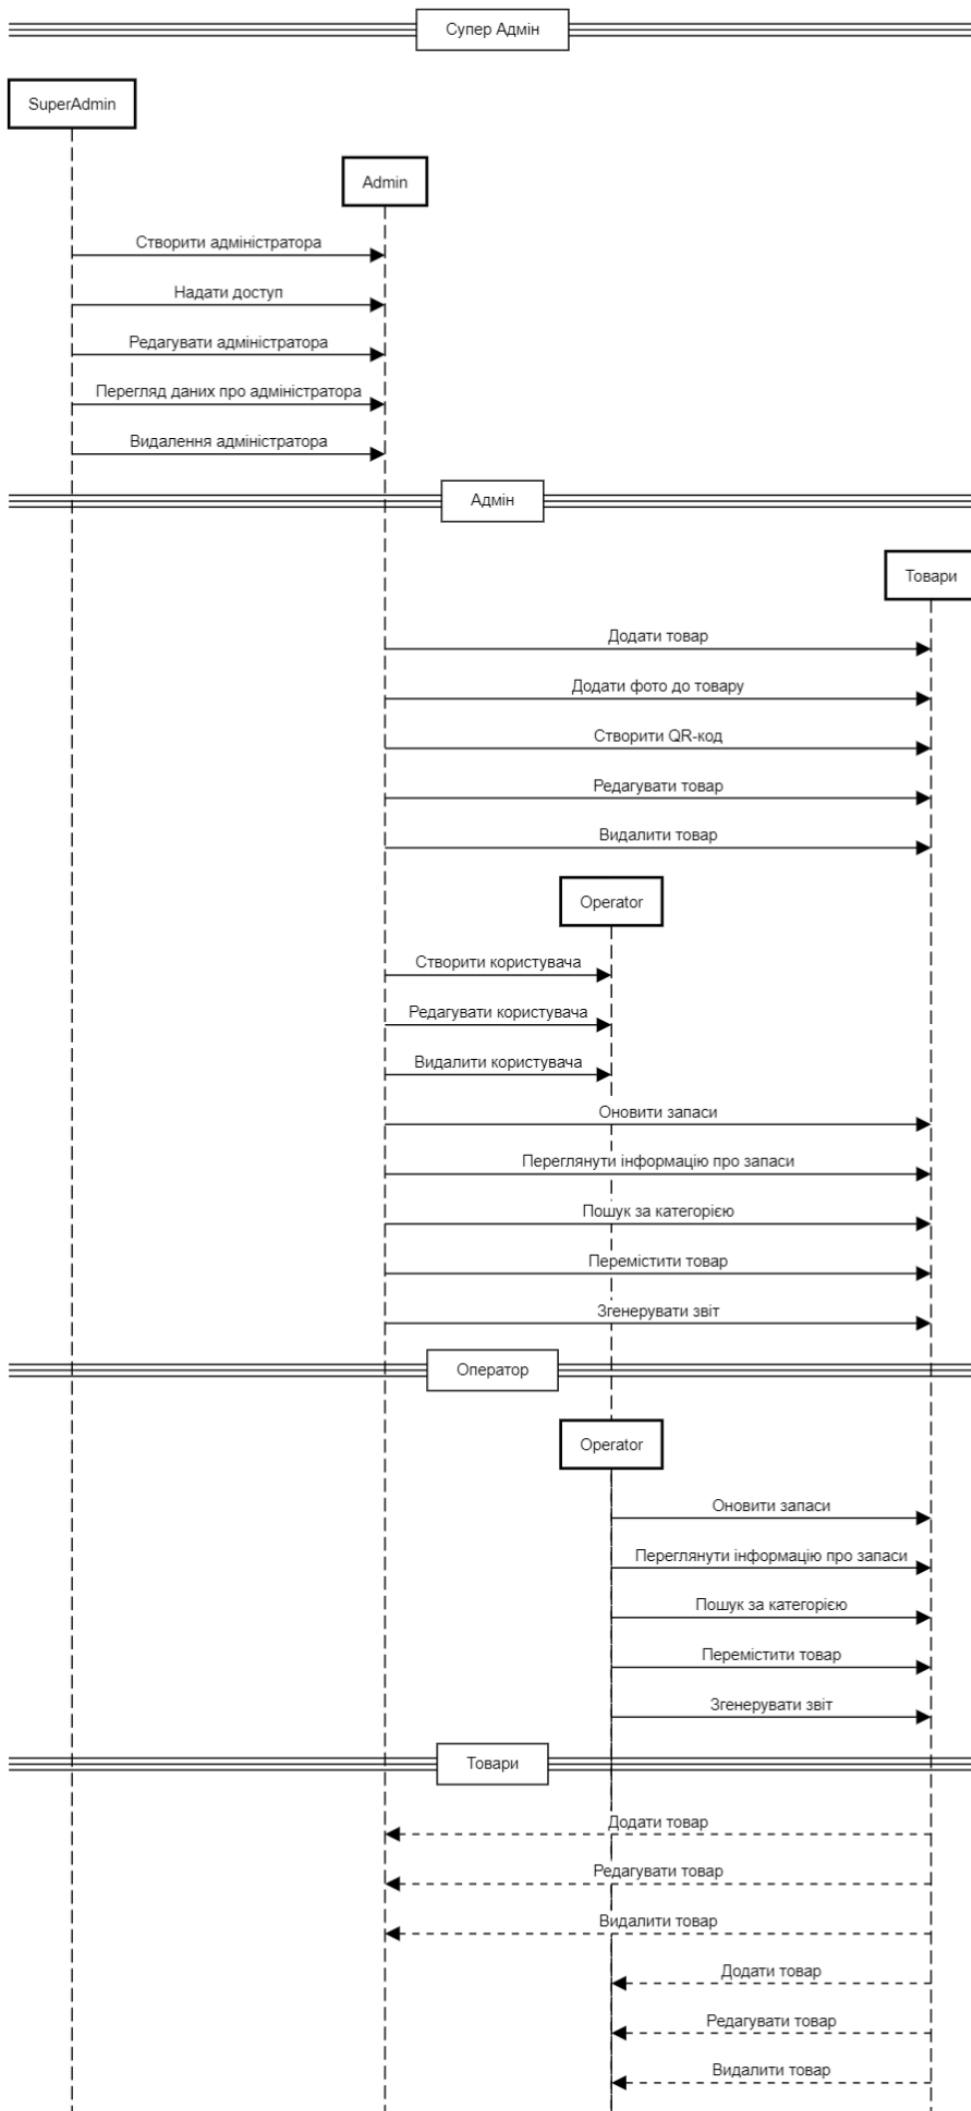 Супер Адмін
SuperAdmin
Admin
Створити адміністратора
Надати доступ
Редагувати адміністратора
Перегляд даних про адміністратора
Видалення адміністратора
Адмін
Товари
Додати товар
Додати фото до товару
Створити QR-код
Редагувати товар
Видалити товар
Operator
Створити користувача
Редагувати користувача
Видалити користувача
Оновити запаси
Переглянути інформацію про запаси
Пошук за категорією
Перемістити товар
Згенерувати звіт
Оператор
Operator
Оновити запаси
Переглянути інформацію про запаси
Пошук за категорією
Перемістити товар
Згенерувати звіт
Товари
Додати товар
Редагувати товар
Видалити товар
Додати товар
Редагувати товар
Видалити товар